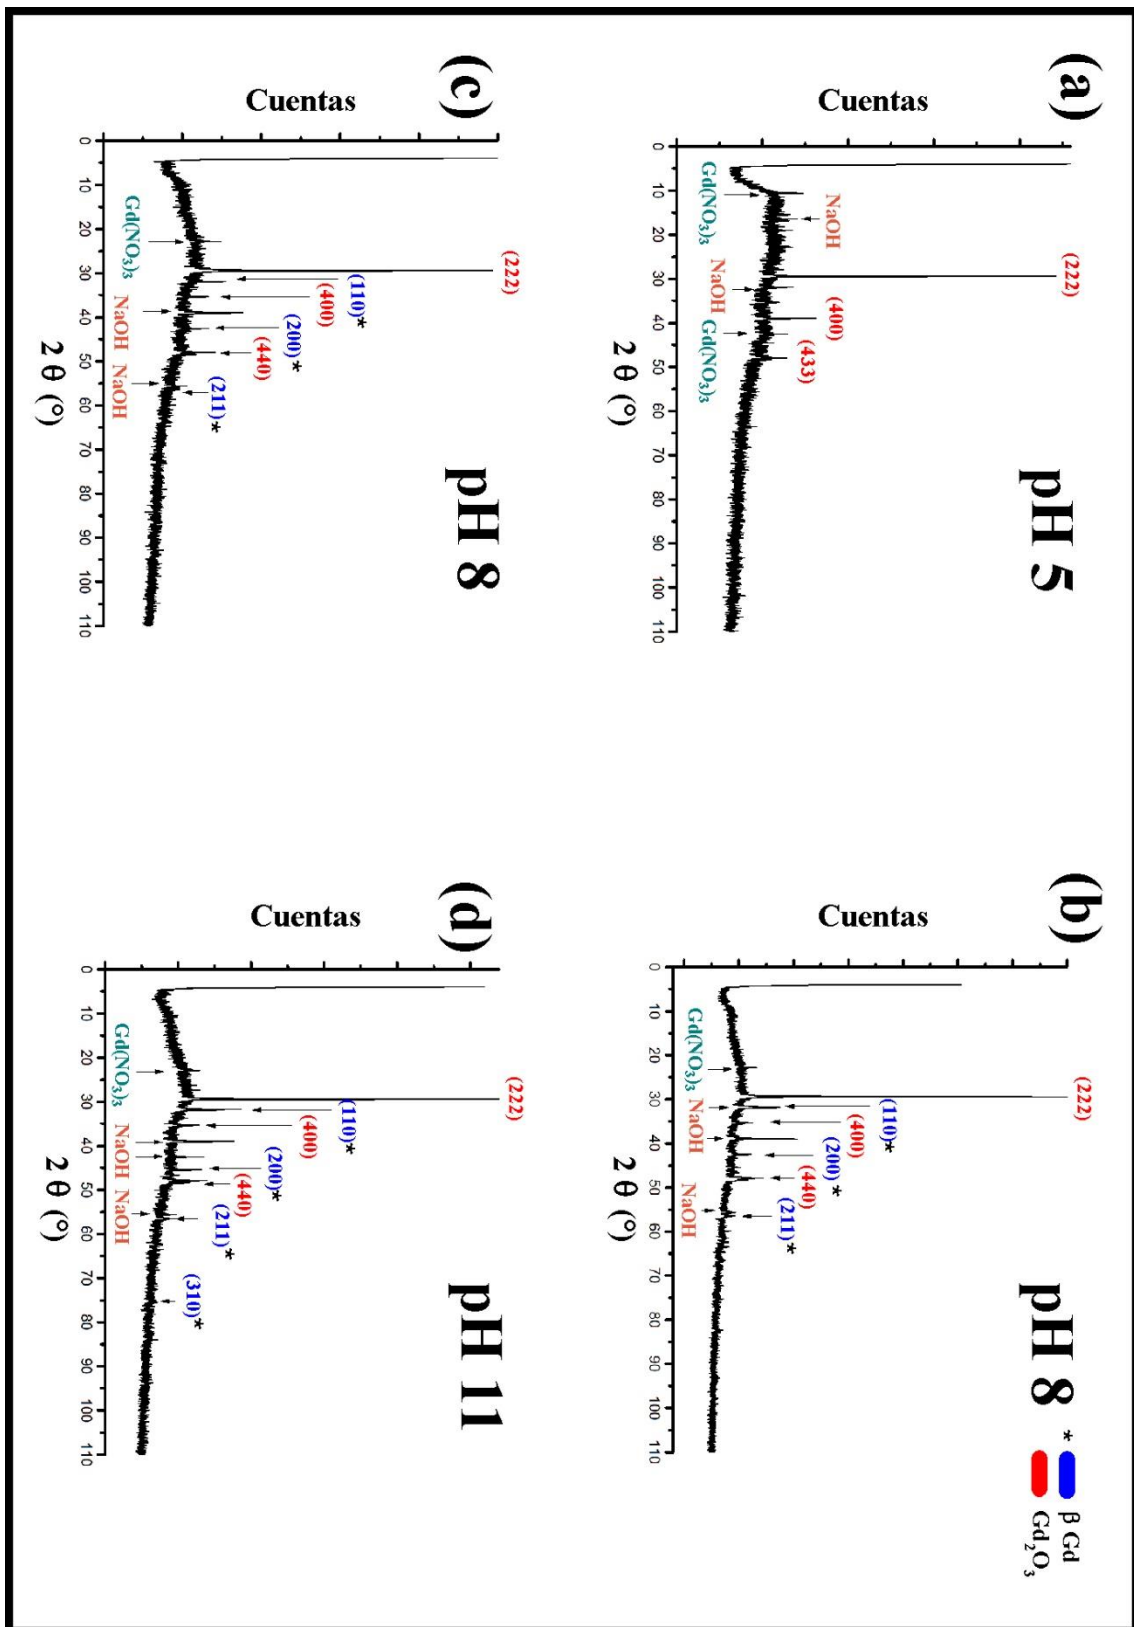 (a)
pH 5
Cuentas
(222)
(400)
(433)
NaOH
NaOH
Gd(NO3)3
Gd(NO3)3
0 10 20 30 40 50 60 70 80 90 100 110
2 θ (°)
(b)
pH 8
* β Gd
Gd2O3
Cuentas
(222)
(110)*
(400)
(200)*
(440)
(211)*
Gd(NO3)3
NaOH
NaOH
0 10 20 30 40 50 60 70 80 90 100 110
2 θ (°)
(c)
pH 8
Cuentas
(222)
(110)*
(400)
(200)*
(440)
(211)*
Gd(NO3)3
NaOH NaOH
0 10 20 30 40 50 60 70 80 90 100 110
2 θ (°)
(d)
pH 11
Cuentas
(222)
(110)*
(400)
(200)*
(440)
(211)*
(310)*
Gd(NO3)3
NaOH NaOH
0 10 20 30 40 50 60 70 80 90 100 110
2 θ (°)